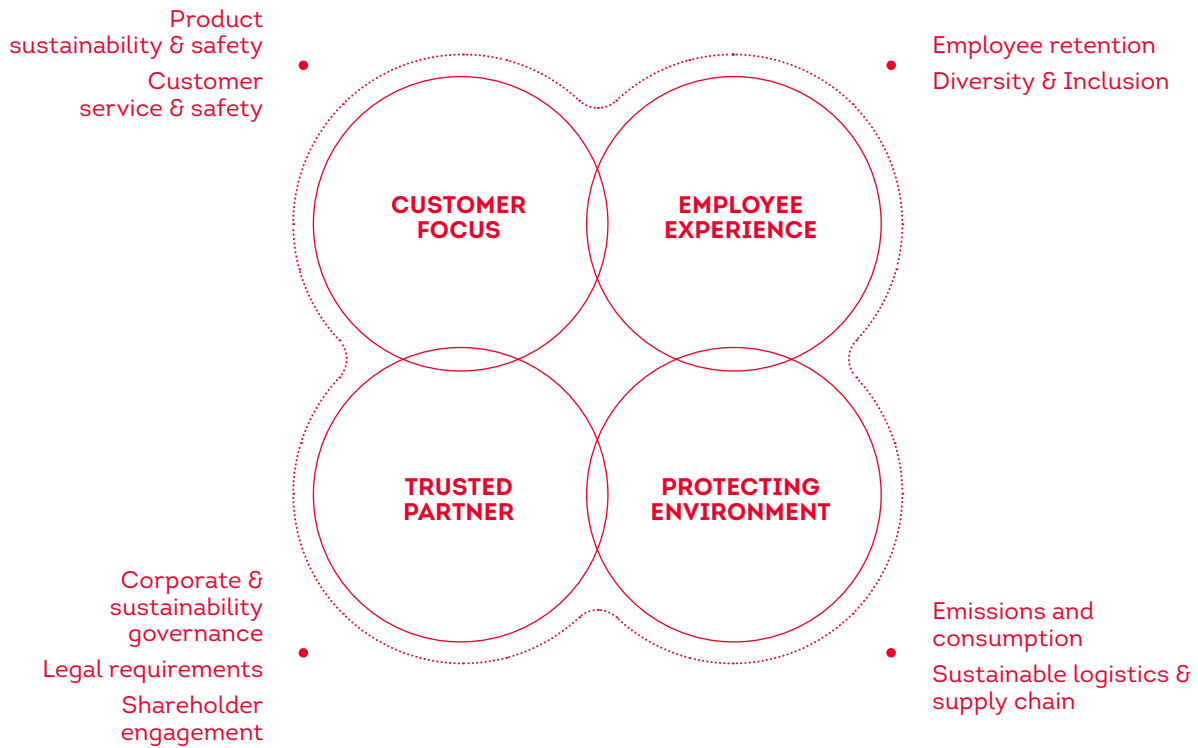 Product
sustainability & safety
Customer
service & safety
Employee retention
Diversity & Inclusion
CUSTOMER
FOCUS
EMPLOYEE
EXPERIENCE
TRUSTED
PARTNER
PROTECTING
ENVIRONMENT
Corporate &
sustainability
governance
Legal requirements
Shareholder
engagement
Emissions and
consumption
Sustainable logistics &
supply chain